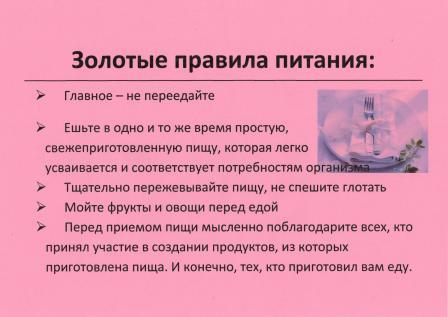 Золотые правила питания:
➢ Главное – не переедайте
➢ Ешьте в одно и то же время простую,
свежеприготовленную пищу, которая легко
усваивается и соответствует потребностям организма
➢ Тщательно пережевывайте пищу, не спешите глотать
➢ Мойте фрукты и овощи перед едой
➢ Перед приемом пищи мысленно поблагодарите всех, кто
принял участие в создании продуктов, из которых
приготовлена пища. И конечно, тех, кто приготовил вам еду.